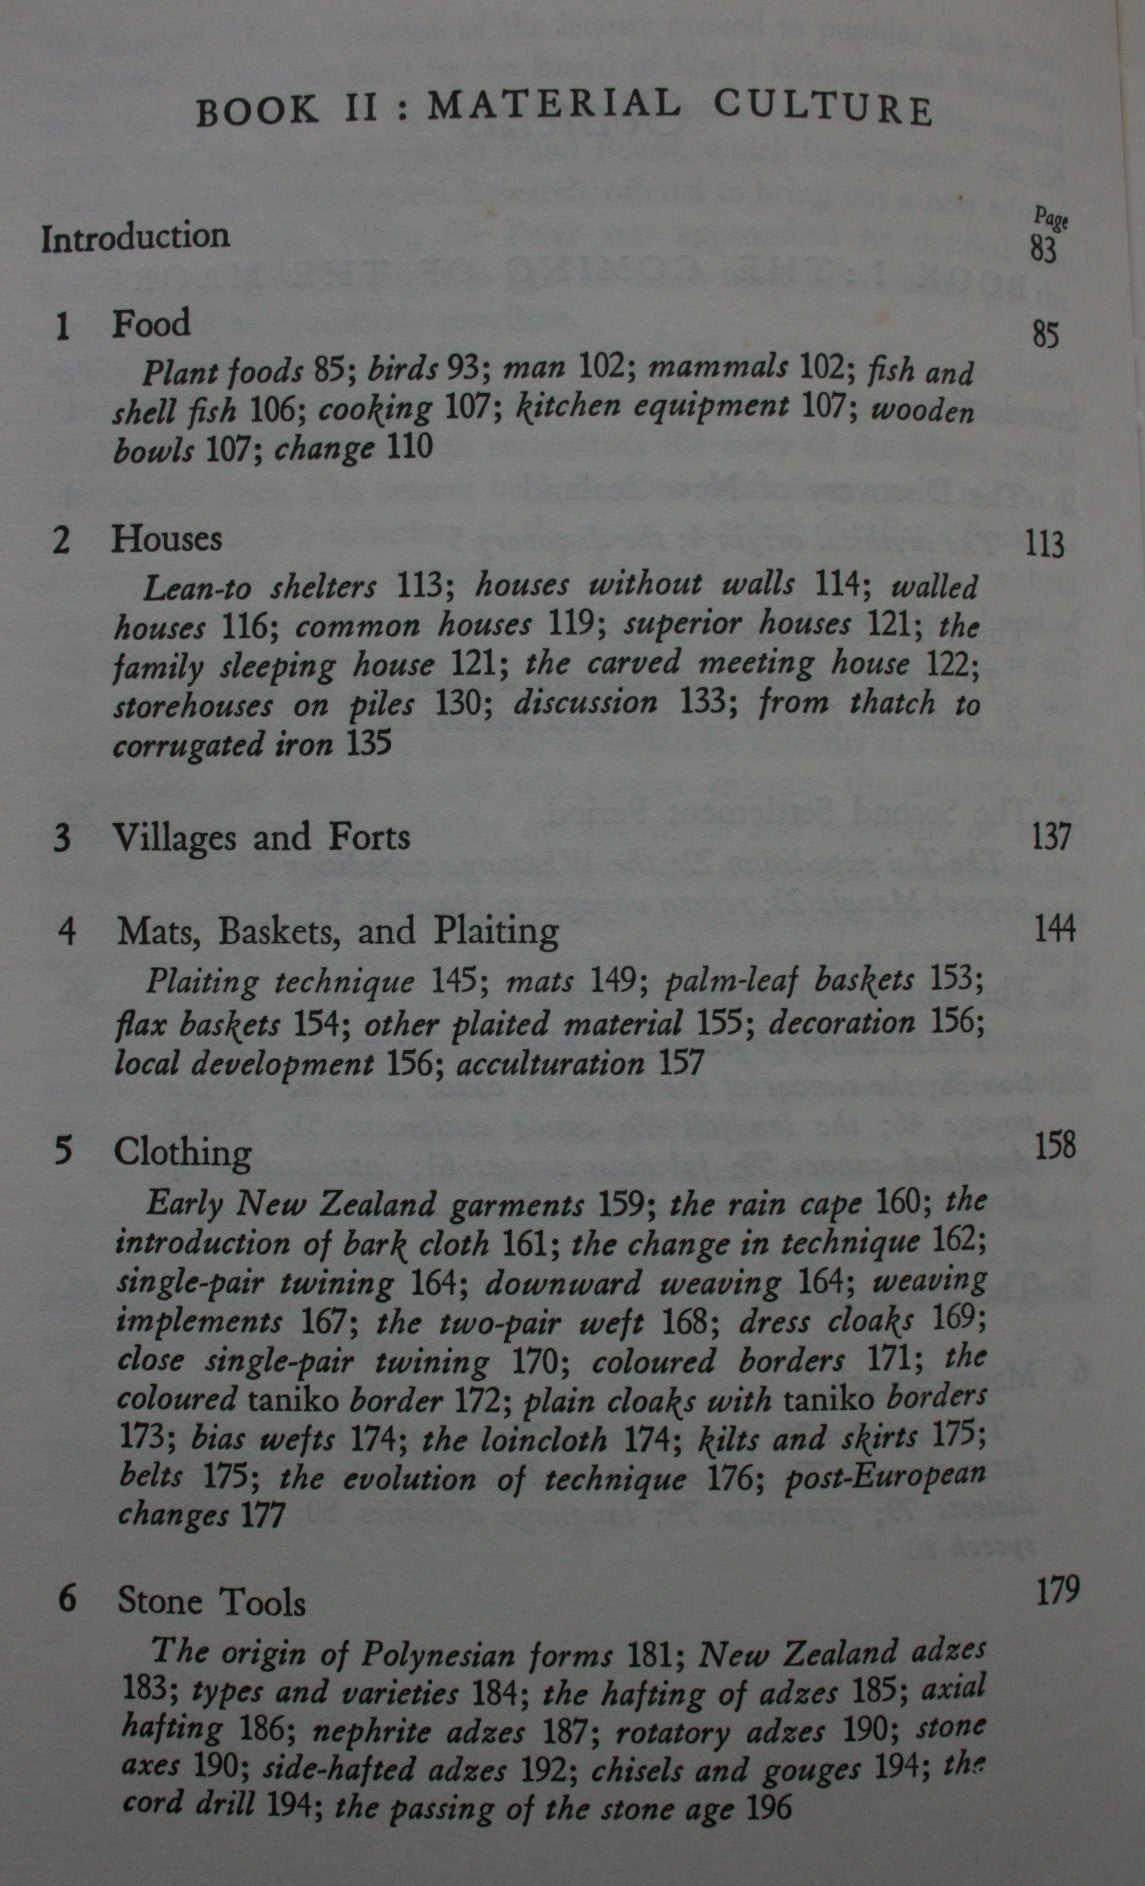 BOOK II : MATERIAL CULTURE
Page
Introduction 83
1 Food 85
Plant foods 85; birds 93; man 102; mammals 102; fish and
shell fish 106; cooking 107; kitchen equipment 107; wooden
bowls 107; change 110
2 Houses 113
Lean-to shelters 113; houses without walls 114; walled
houses 116; common houses 119; superior houses 121; the
family sleeping house 121; the carved meeting house 122;
storehouses on piles 130; discussion 133; from thatch to
corrugated iron 135
3 Villages and Forts 137
4 Mats, Baskets, and Plaiting 144
Plaiting technique 145; mats 149; palm-leaf baskets 153;
flax baskets 154; other plaited material 155; decoration 156;
local development 156; acculturation 157
5 Clothing 158
Early New Zealand garments 159; the rain cape 160; the
introduction of bark cloth 161; the change in technique 162;
single-pair twining 164; downward weaving 164; weaving
implements 167; the two-pair weft 168; dress cloaks 169;
close single-pair twining 170; coloured borders 171; the
coloured taniko border 172; plain cloaks with taniko borders
173; bias wefts 174; the loincloth 174; kilts and skirts 175;
belts 175; the evolution of technique 176; post-European
changes 177
6 Stone Tools 179
The origin of Polynesian forms 181; New Zealand adzes
183; types and varieties 184; the hafting of adzes 185; axial
hafting 186; nephrite adzes 187; rotatory adzes 190; stone
axes 190; side-hafted adzes 192; chisels and gouges 194; the
cord drill 194; the passing of the stone age 196